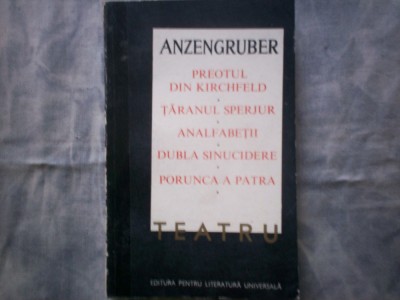 ANZENGRUBER
PREOTUL
DIN KIRCHFELD
ȚĂRANUL SPERJUR
ANALFABEȚII
DUBLA SINUCIDERE
PORUNCA A PATRA
TEATRU
EDITURA PENTRU LITERATURĂ UNIVERSALĂ